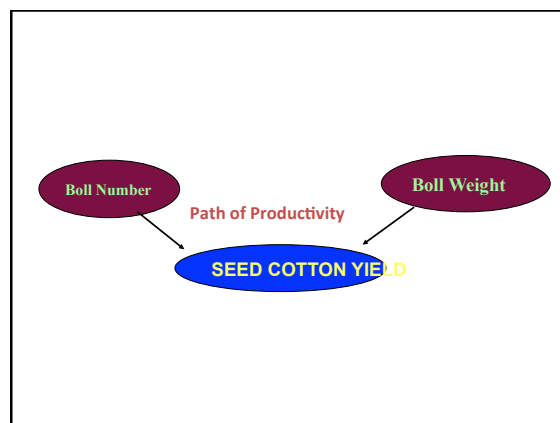 Boll Number
Boll Weight
Path of Productivity
SEED COTTON YIELD